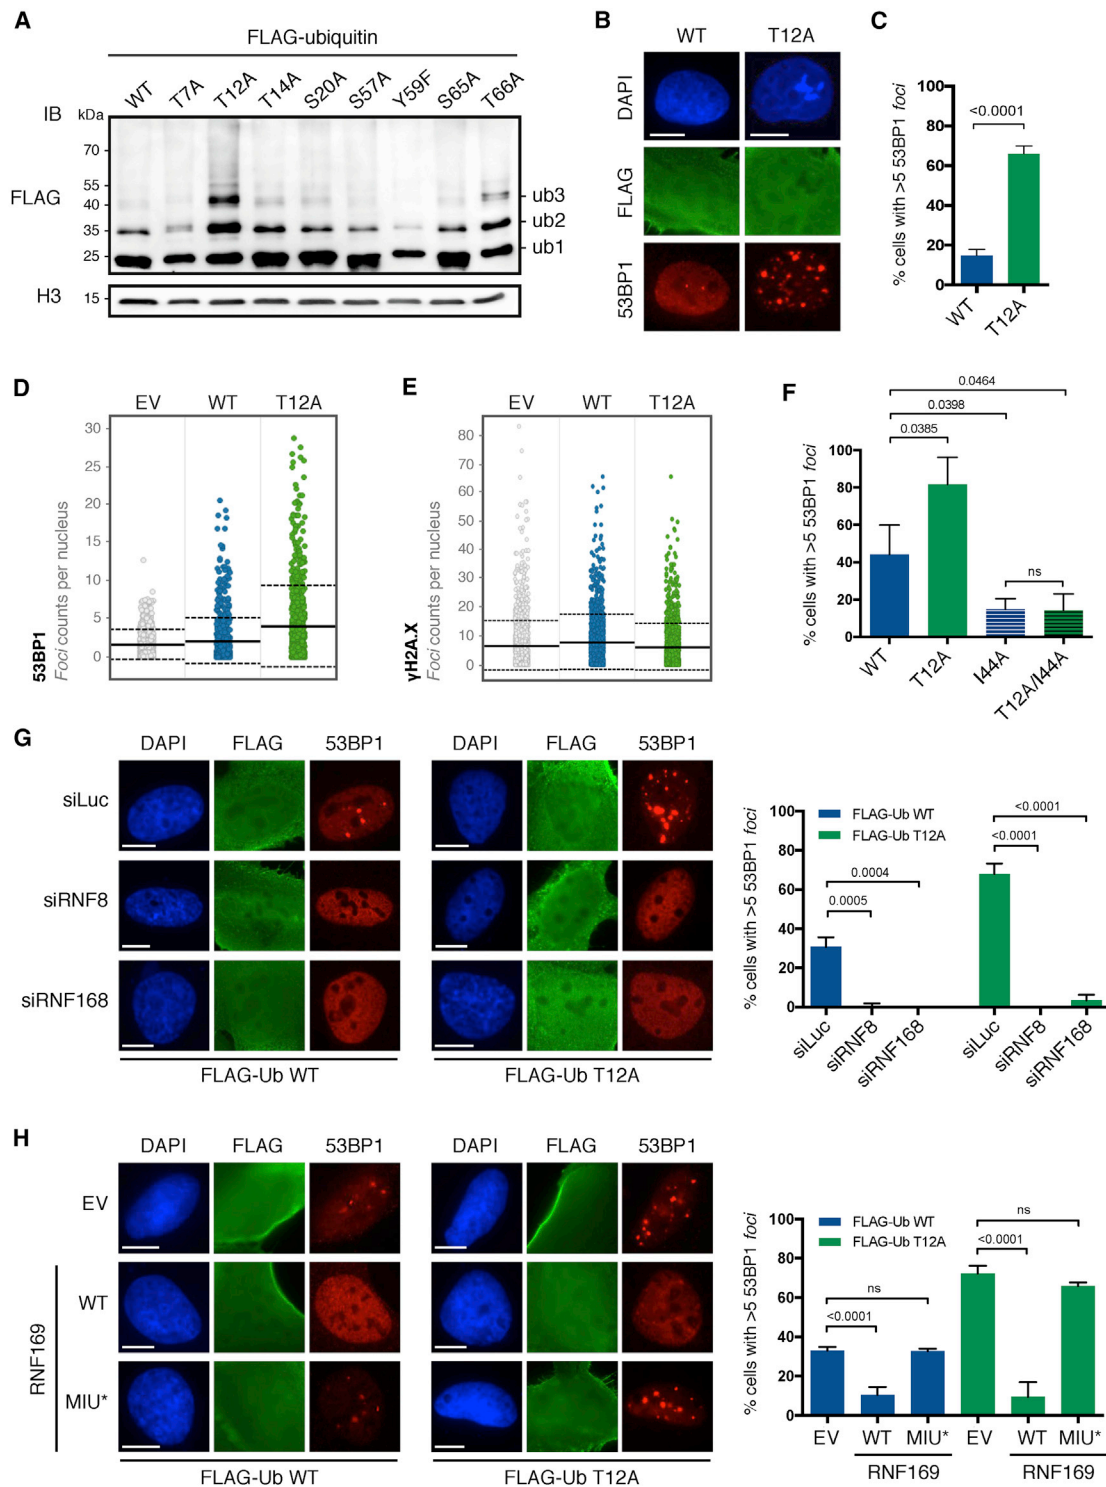 A
FLAG-ubiquitin
WT T7A T12A T14A S20A S57A Y59F S65A T66A
IB kDa
70
55
FLAG 40
35
25
ub3
ub2
ub1
H3 15
B
WT T12A
DAPI
FLAG
53BP1
C
% cells with >5 53BP1 foci
100
80
60
40
20
0
<0.0001
WT T12A
D
EV WT T12A
53BP1
Foci counts per nucleus
30
25
20
15
10
5
0
E
EV WT T12A
γH2A.X
Foci counts per nucleus
80
70
60
50
40
30
20
10
0
F
0.0464
0.0398
0.0385
ns
% cells with >5 53BP1 foci
100
80
60
40
20
0
WT T12A I44A T12A/I44A
G
DAPI FLAG 53BP1 DAPI FLAG 53BP1
siLuc
siRNF8
siRNF168
FLAG-Ub WT FLAG-Ub T12A
% cells with >5 53BP1 foci
100
80
60
40
20
0
FLAG-Ub WT
FLAG-Ub T12A
0.0004
0.0005
<0.0001
<0.0001
siLuc siRNF8 siRNF168 siLuc siRNF8 siRNF168
H
DAPI FLAG 53BP1 DAPI FLAG 53BP1
EV
WT
MIU*
RNF169
FLAG-Ub WT FLAG-Ub T12A
% cells with >5 53BP1 foci
100
80
60
40
20
0
FLAG-Ub WT
FLAG-Ub T12A
ns
<0.0001
ns
<0.0001
EV WT MIU* EV WT MIU*
RNF169 RNF169